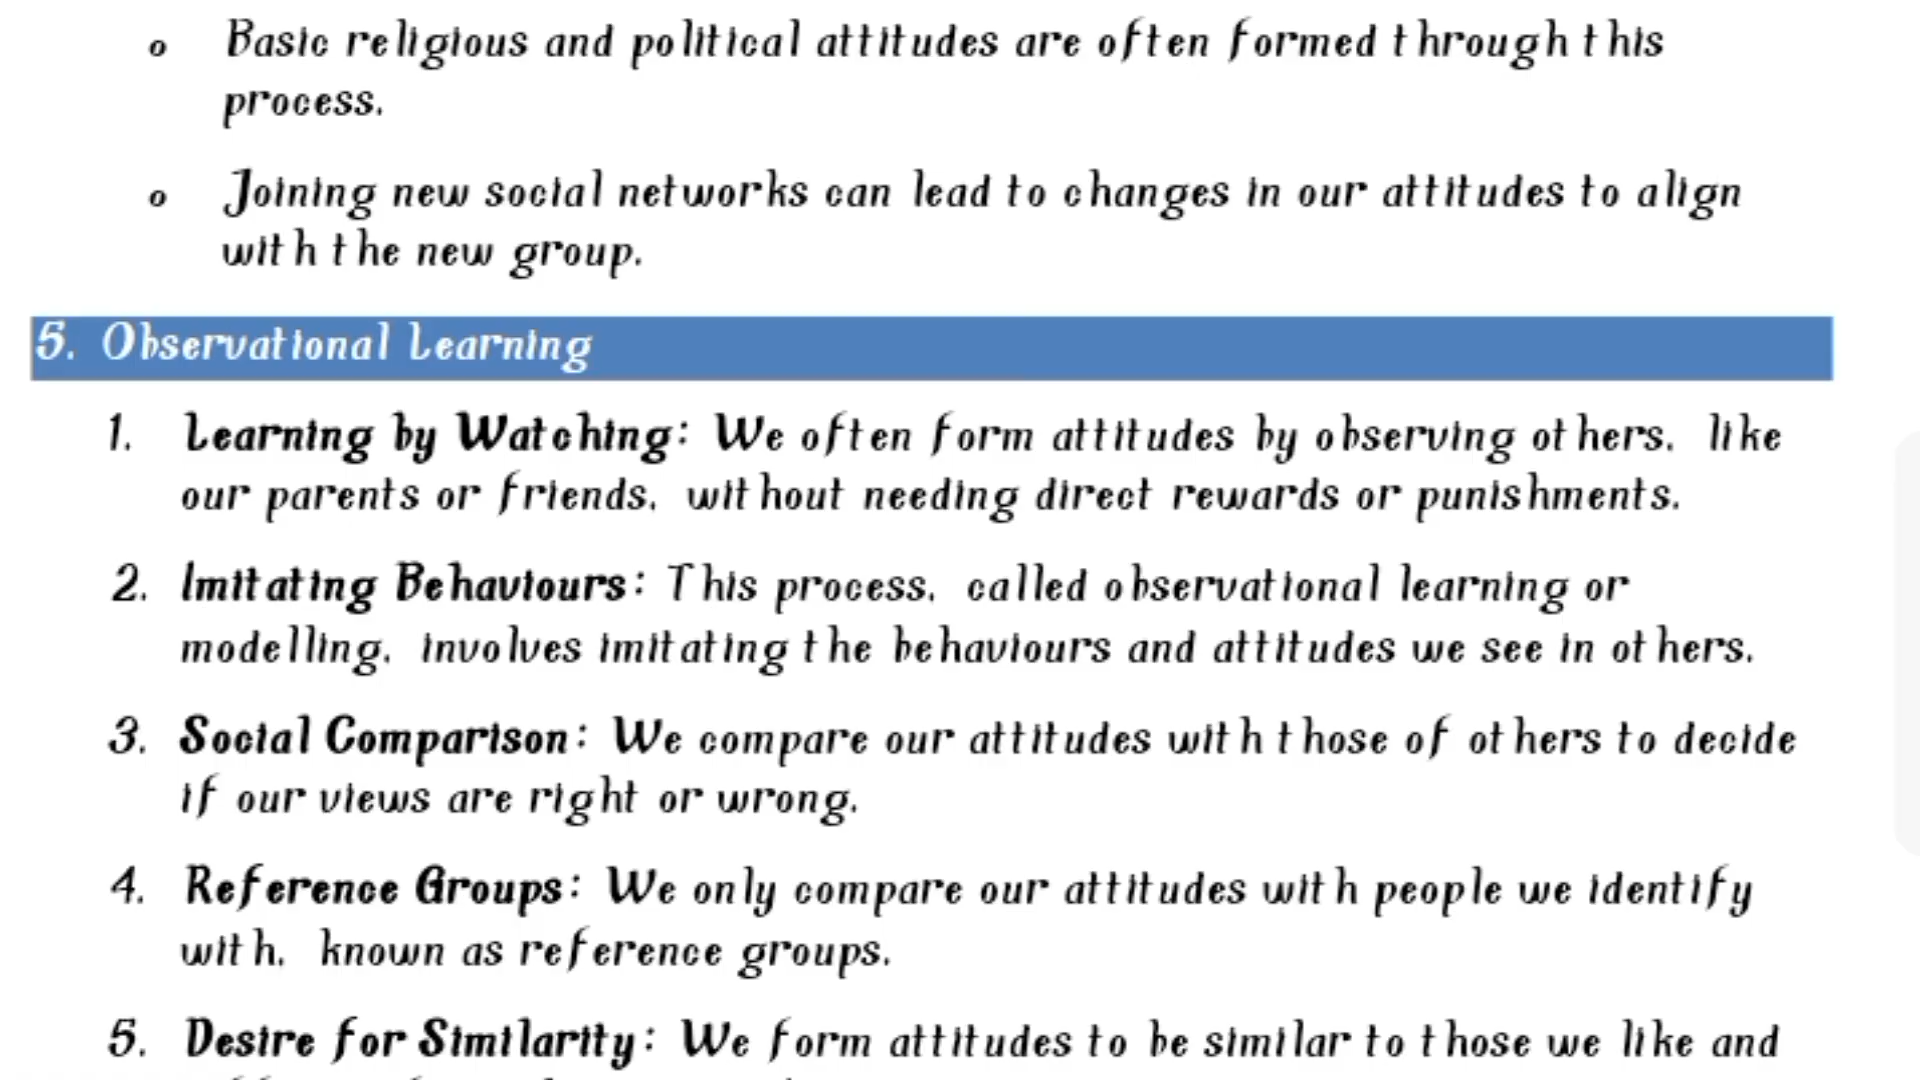 o Basic religious and political attitudes are often formed through this
process.
o Joining new social networks can lead to changes in our attitudes to align
with the new group.
5. Observational Learning
1. Learning by Watching: We often form attitudes by observing others, like
our parents or friends, without needing direct rewards or punishments.
2. Imitating Behaviours: This process, called observational learning or
modelling, involves imitating the behaviours and attitudes we see in others.
3. Social Comparison: We compare our attitudes with those of others to decide
if our views are right or wrong.
4. Reference Groups: We only compare our attitudes with people we identify
with, known as reference groups.
5. Desire for Similarity: We form attitudes to be similar to those we like and